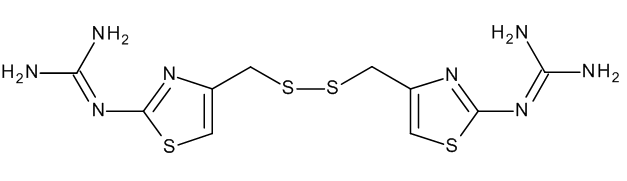 NH₂ H₂N
H₂N N S S N NH₂
N N
S S